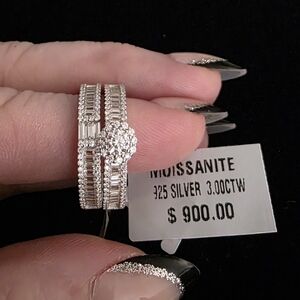 MOISSANITE
925 SILVER 3.00CTW
$ 900.00